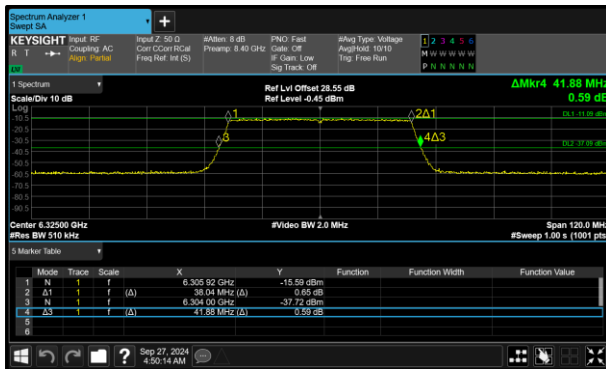 Spectrum Analyzer 1
Swept SA
KEYSIGHT Input: RF Input Z: 50 Ω #Atten: 8 dB PNO: Fast #Avg Type: Voltage 1 2 3 4 5 6
R T Coupling: AC Corr CCorr RCal Preamp: 8.40 GHz Gate: Off Avg|Hold: 10/10 M W W W W W
Align: Partial Freq Ref: Int (S) IF Gain: Low Trig: Free Run
Sig Track: Off P N N N N N
1 Spectrum Ref Lvl Offset 28.55 dB ΔMkr4 41.88 MHz
Scale/Div 10 dB Ref Level -0.45 dBm 0.59 dB
Log
-10.5
1
2Δ1
DL1 -11.09 dBm
-20.5
-30.5
3
4Δ3
DL2 -37.09 dBm
-40.5
-50.5
-60.5
-70.5
-80.5
-90.5
Center 6.32500 GHz #Video BW 2.0 MHz Span 120.0 MHz
#Res BW 510 kHz #Sweep 1.00 s (1001 pts)
5 Marker Table
Mode Trace Scale X Y Function Function Width Function Value
1 N 1 f 6.305 92 GHz -15.59 dBm
2 Δ1 1 f (Δ) 38.04 MHz (Δ) 0.65 dB
3 N 1 f 6.304 00 GHz -37.72 dBm
4 Δ3 1 f (Δ) 41.88 MHz (Δ) 0.59 dB
5
6
? Sep 27, 2024
4:50:14 AM